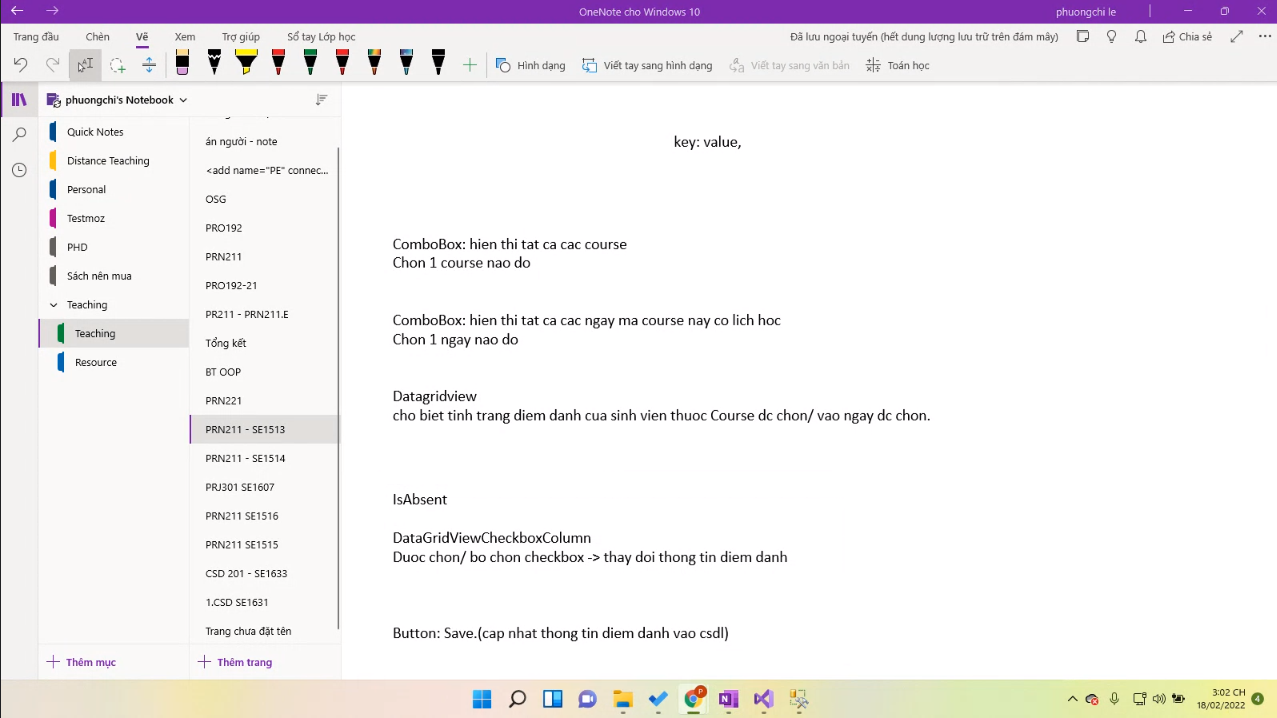 OneNote cho Windows 10
phuongchi le
Trang đầu
Chèn
Vẽ
Xem
Trợ giúp
Sổ tay Lớp học
Đã lưu ngoại tuyến (hết dung lượng lưu trữ trên đám mây)
Chia sẻ
Hình dạng
Viết tay sang hình dạng
Viết tay sang văn bản
Toán học
phuongchi's Notebook
Quick Notes
Distance Teaching
Personal
Testmoz
PHD
Sách nên mua
Teaching
Teaching
Resource
Thêm mục
án người - note
<add name="PE" connec...
OSG
PRO192
PRN211
PRO192-21
PR211 - PRN211.E
Tổng kết
BT OOP
PRN221
PRN211 - SE1513
PRN211 - SE1514
PRJ301 SE1607
PRN211 SE1516
PRN211 SE1515
CSD 201 - SE1633
1.CSD SE1631
Trang chưa đặt tên
Thêm trang
key: value,
ComboBox: hien thi tat ca cac course
Chon 1 course nao do
ComboBox: hien thi tat ca cac ngay ma course nay co lich hoc
Chon 1 ngay nao do
Datagridview
cho biet tinh trang diem danh cua sinh vien thuoc Course dc chon/ vao ngay dc chon.
IsAbsent
DataGridViewCheckboxColumn
Duoc chon/ bo chon checkbox -> thay doi thong tin diem danh
Button: Save.(cap nhat thong tin diem danh vao csdl)
3:02 CH
18/02/2022
4